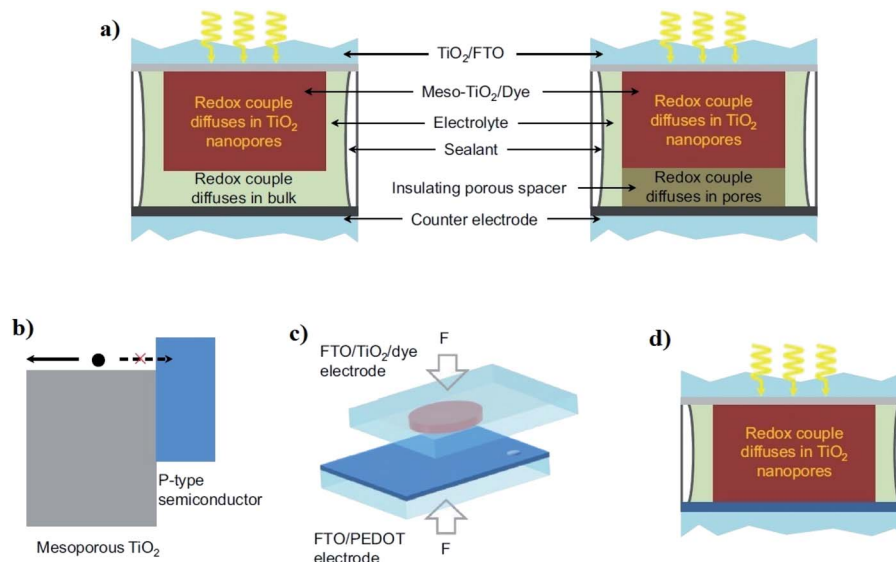 a)
TiO₂/FTO
Meso-TiO₂/Dye
Electrolyte
Sealant
Insulating porous spacer
Counter electrode
Redox couple
diffuses in TiO₂
nanopores
Redox couple
diffuses in bulk
Redox couple
diffuses in TiO₂
nanopores
Redox couple
diffuses in pores
b)
P-type
semiconductor
Mesoporous TiO₂
c)
FTO/TiO₂/dye
electrode
F
FTO/PEDOT
electrode
F
d)
Redox couple
diffuses in TiO₂
nanopores